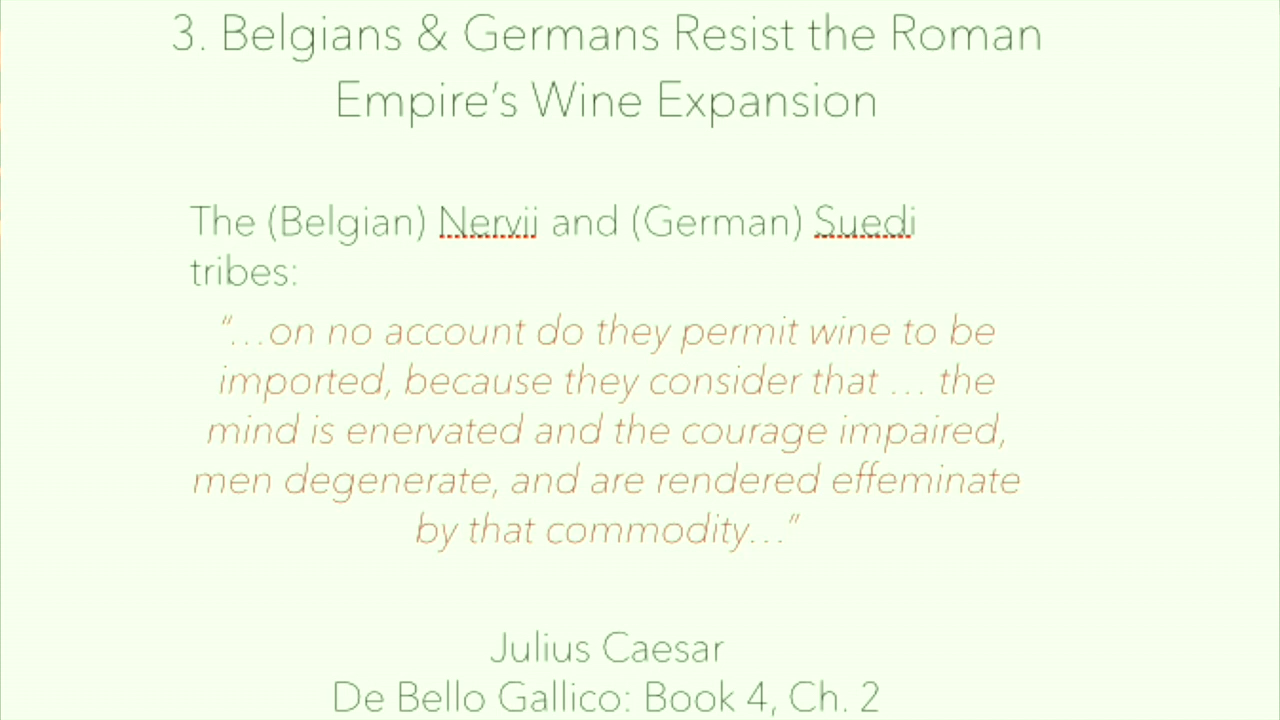 3. Belgians & Germans Resist the Roman
Empire’s Wine Expansion
The (Belgian) Nervii and (German) Suedi
tribes:
“…on no account do they permit wine to be
imported, because they consider that … the
mind is enervated and the courage impaired,
men degenerate, and are rendered effeminate
by that commodity…”
Julius Caesar
De Bello Gallico: Book 4, Ch. 2